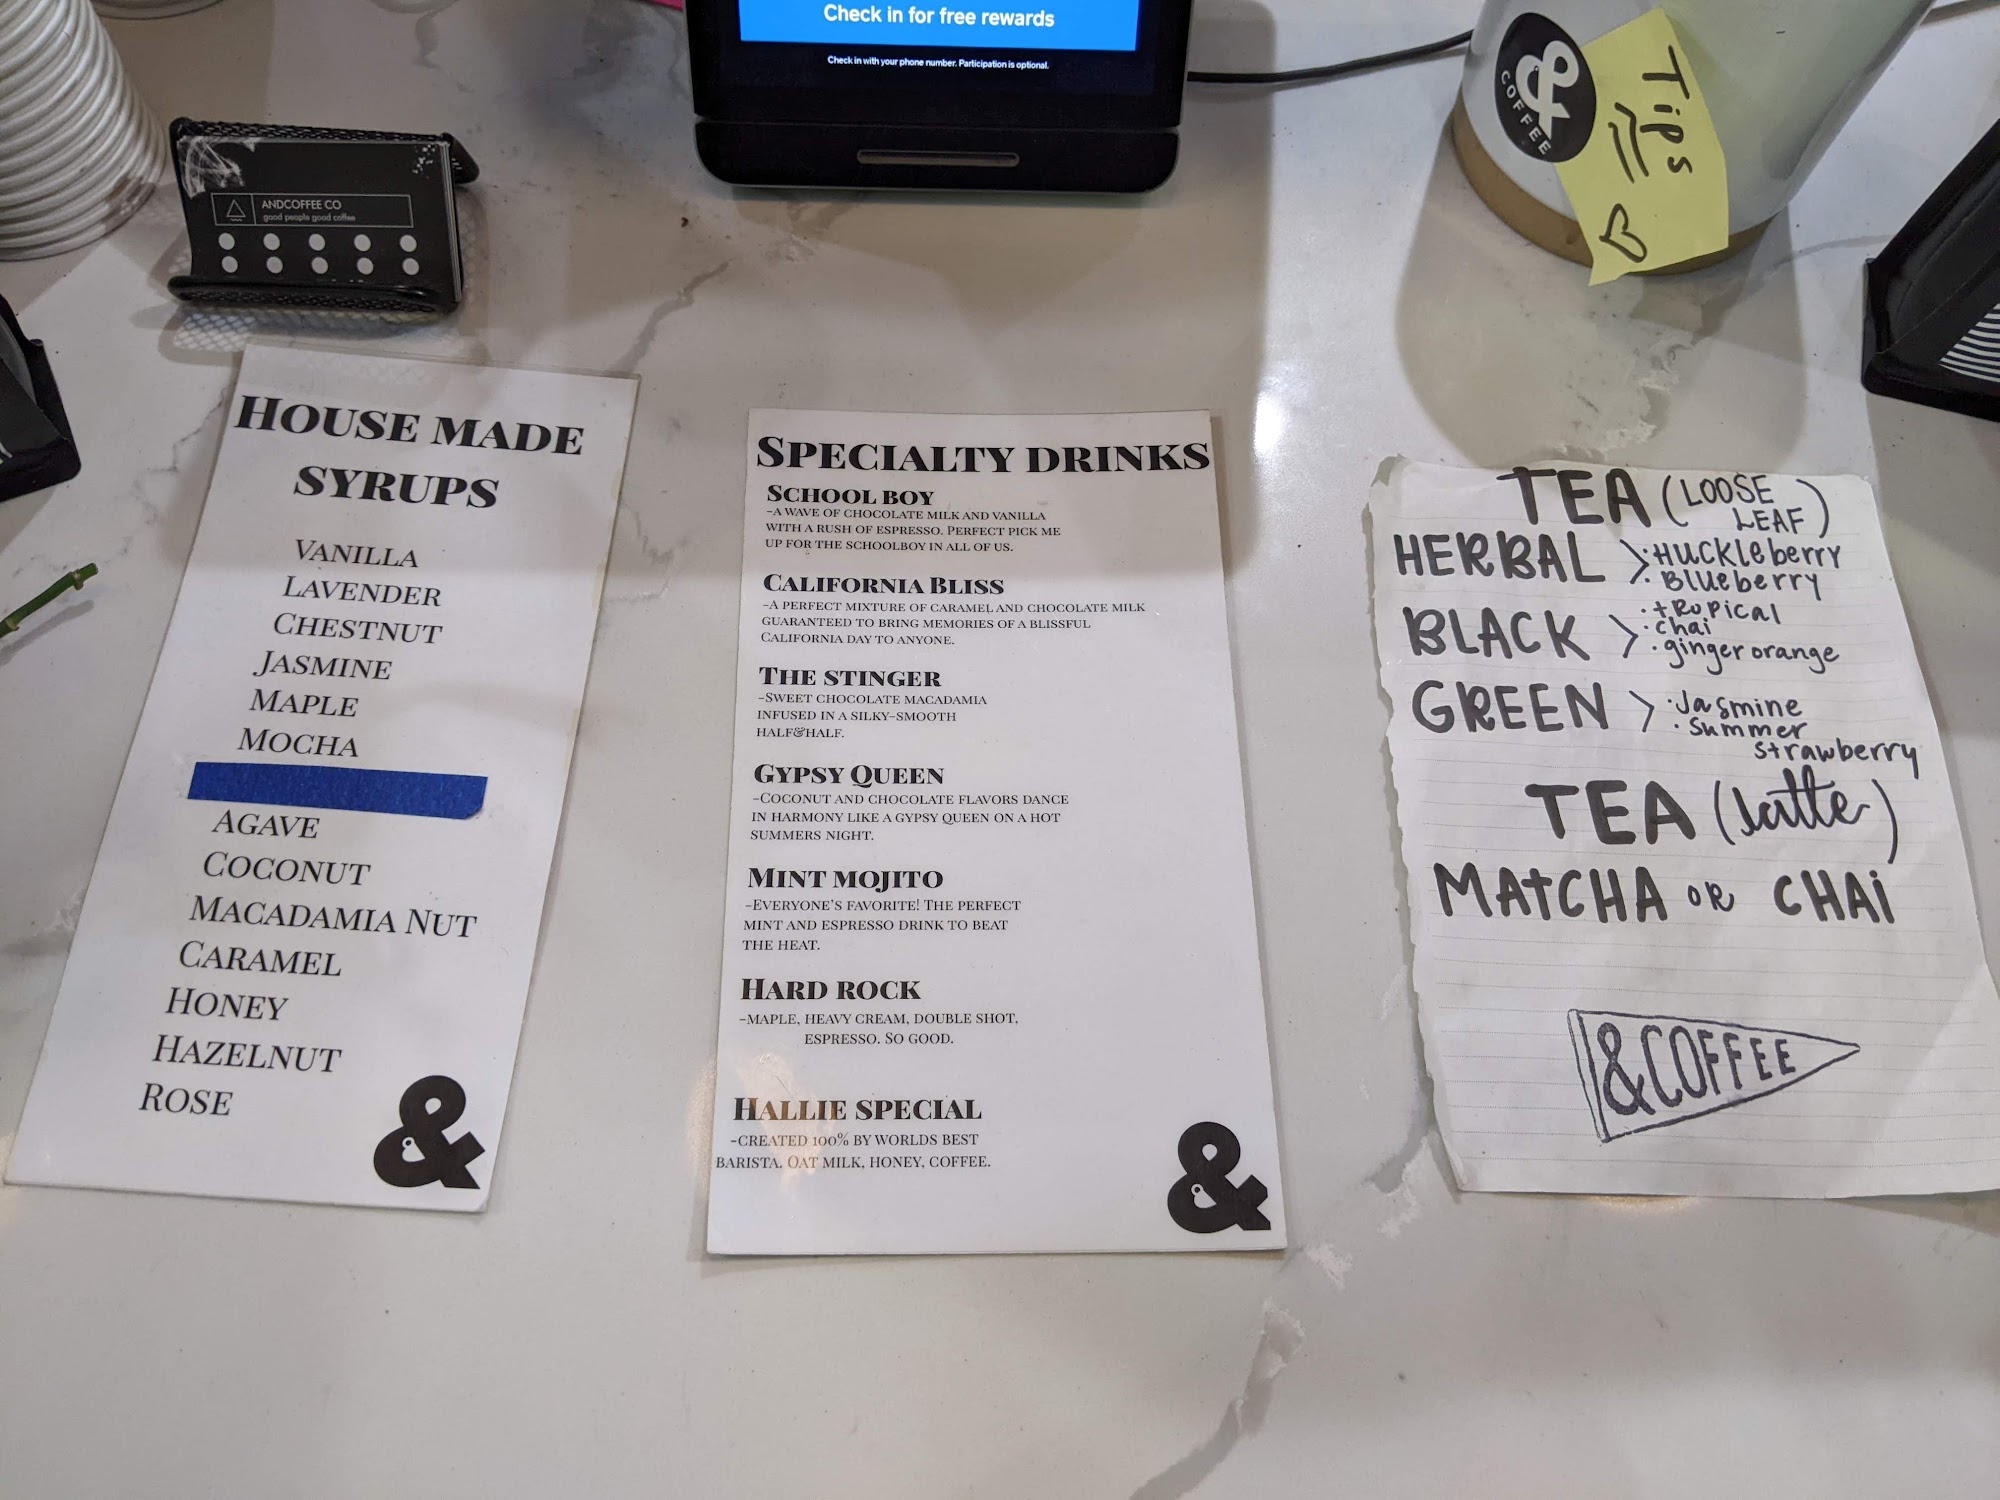 Check in for free rewards
Check in with your phone number. Participation is optional.
&
COFFEE
Tips
ANDCOFFEE CO
good people good coffee
HOUSE MADE
SYRUPS
VANILLA
LAVENDER
CHESTNUT
JASMINE
MAPLE
MOCHA
AGAVE
COCONUT
MACADAMIA NUT
CARAMEL
HONEY
HAZELNUT
ROSE
&
SPECIALTY DRINKS
SCHOOL BOY
-A WAVE OF CHOCOLATE MILK AND VANILLA
WITH A RUSH OF ESPRESSO. PERFECT PICK ME
UP FOR THE SCHOOLBOY IN ALL OF US.
CALIFORNIA BLISS
-A PERFECT MIXTURE OF CARAMEL AND CHOCOLATE MILK
GUARANTEED TO BRING MEMORIES OF A BLISSFUL
CALIFORNIA DAY TO ANYONE.
THE STINGER
-SWEET CHOCOLATE MACADAMIA
INFUSED IN A SILKY-SMOOTH
HALF&HALF.
GYPSY QUEEN
-COCONUT AND CHOCOLATE FLAVORS DANCE
IN HARMONY LIKE A GYPSY QUEEN ON A HOT
SUMMERS NIGHT.
MINT MOJITO
-EVERYONE'S FAVORITE! THE PERFECT
MINT AND ESPRESSO DRINK TO BEAT
THE HEAT.
HARD ROCK
-MAPLE, HEAVY CREAM, DOUBLE SHOT,
ESPRESSO. SO GOOD.
HALLIE SPECIAL
-CREATED 100% BY WORLDS BEST
BARISTA. OAT MILK, HONEY, COFFEE.
&
TEA (LOOSE
LEAF)
HERBAL > ·HUCKLEBERRY
· BLUEBERRY
BLACK > ·tropical
·chai
·ginger orange
GREEN > ·Jasmine
·Summer
strawberry
TEA (latte)
MATCHA OR CHAI
&COFFEE